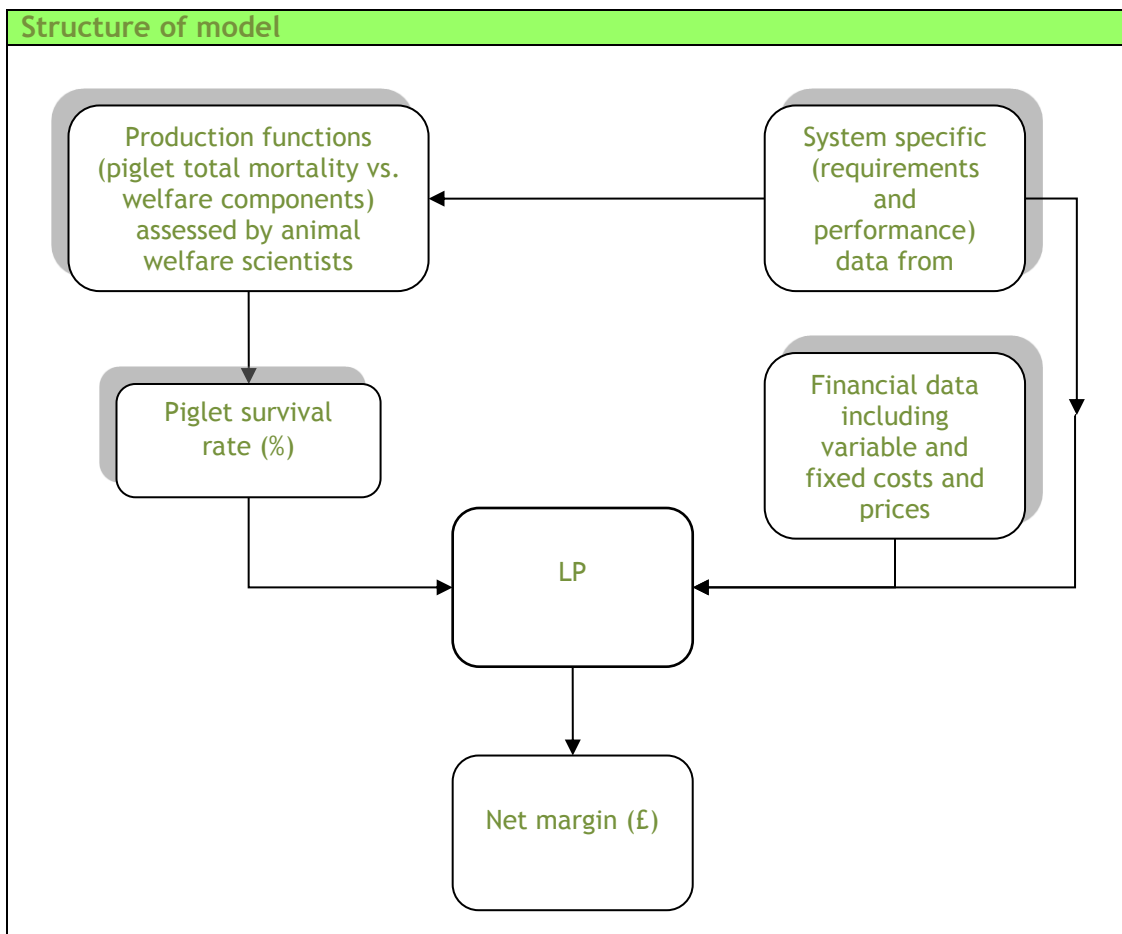 Structure of model
Production functions
(piglet total mortality vs.
welfare components)
assessed by animal
welfare scientists
System specific
(requirements
and
performance)
data from
Piglet survival
rate (%)
Financial data
including
variable and
fixed costs and
prices
LP
Net margin (£)